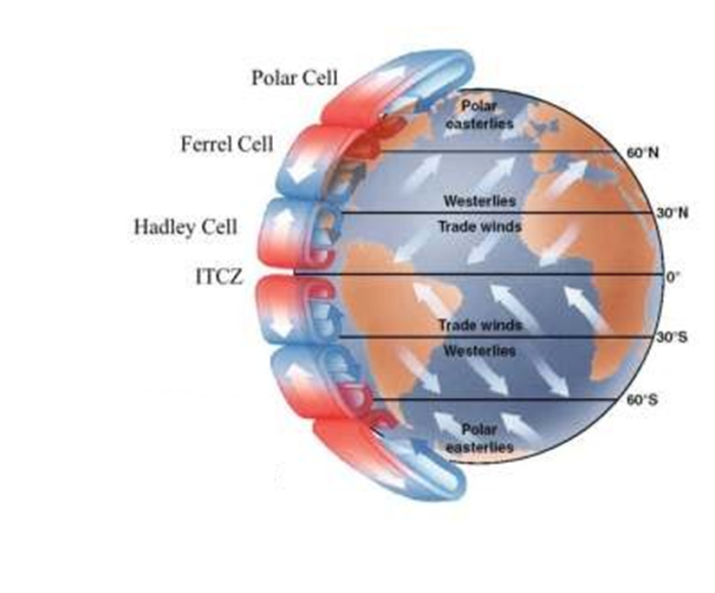 Polar Cell
Ferrel Cell
Hadley Cell
ITCZ
Polar
easterlies
60°N
Westerlies
30°N
Trade winds
0°
Trade winds
30°S
Westerlies
60°S
Polar
easterlies